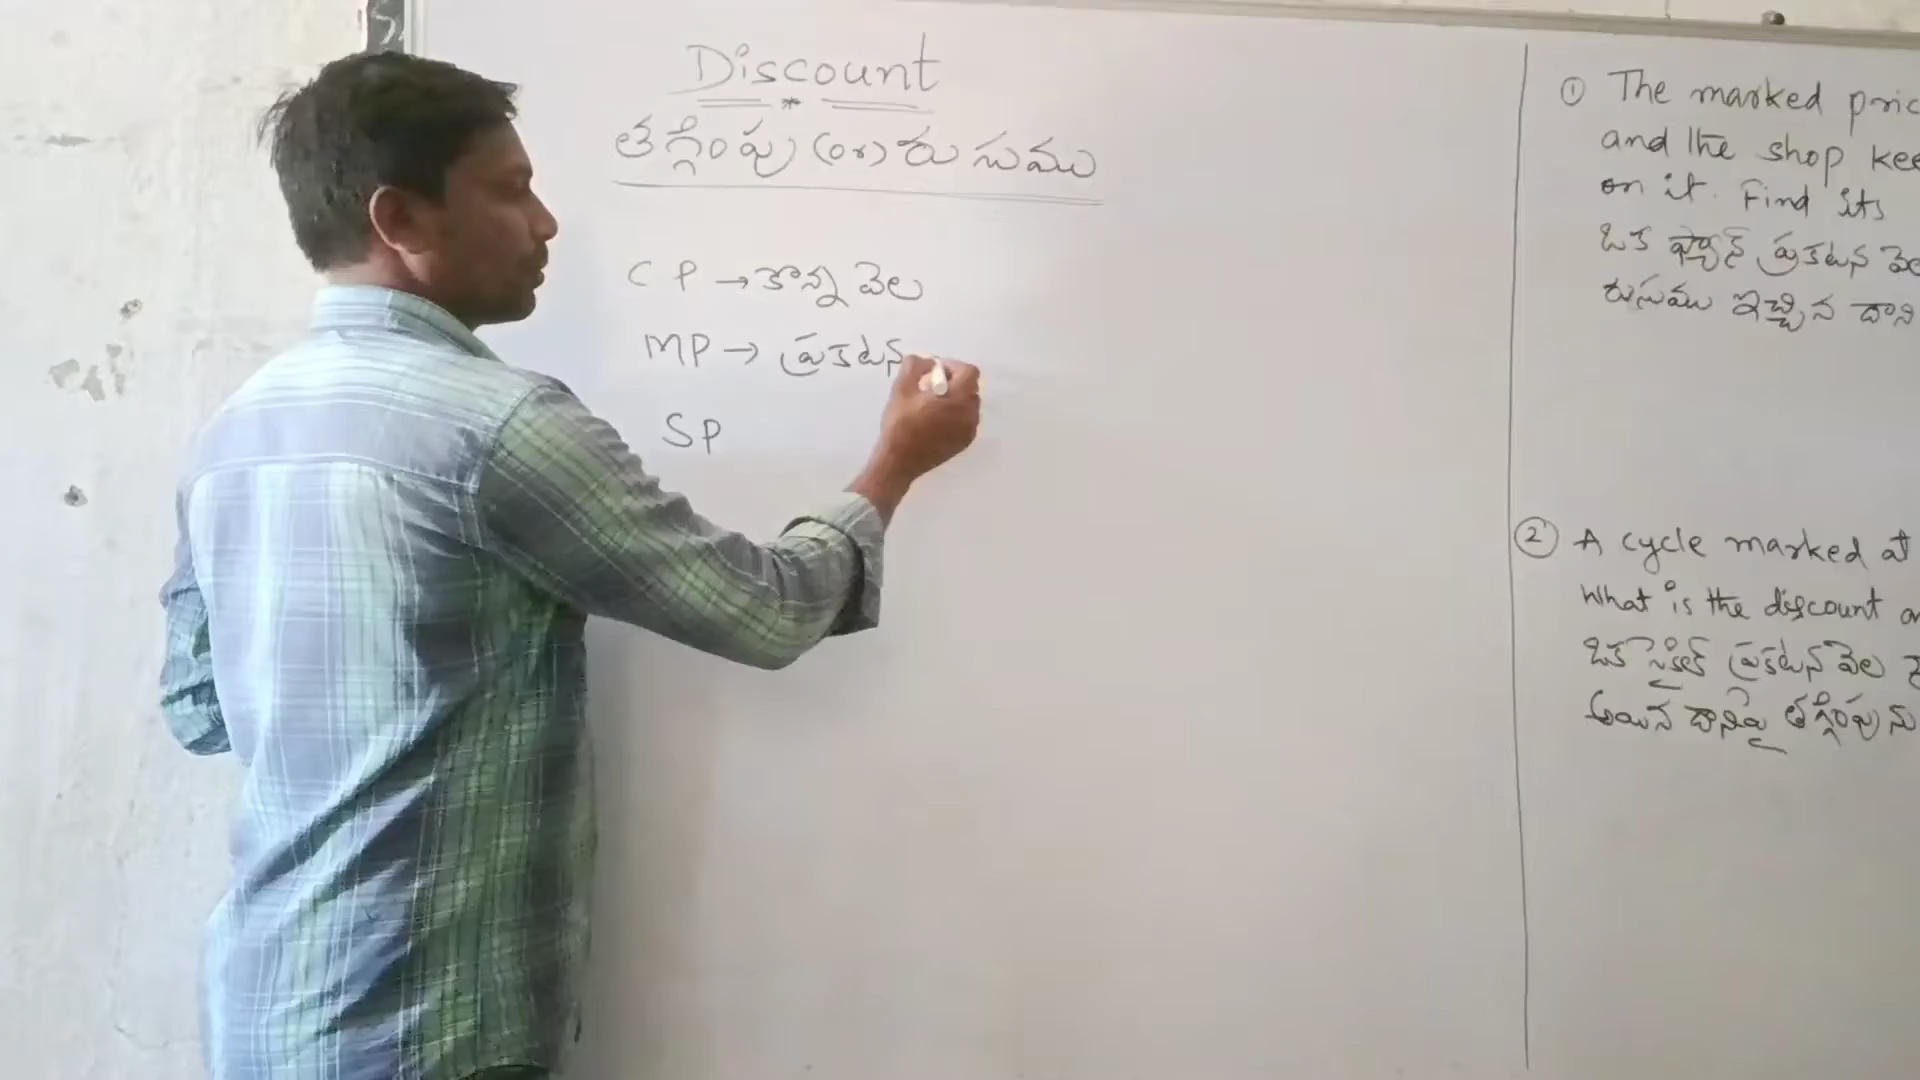 Discount
తగ్గింపు (or) రుసుము
CP → కొన్న వెల
MP → ప్రకటన
SP
① The marked pric
and the shop kee
on it. Find its
ఒక ఫ్యాన్ ప్రకటన వెల
రుసుము ఇచ్చిన దాని
② A cycle marked at
What is the discount
ఒక సైకిల్ ప్రకటన వెల
అయిన దానిపై తగ్గింపును